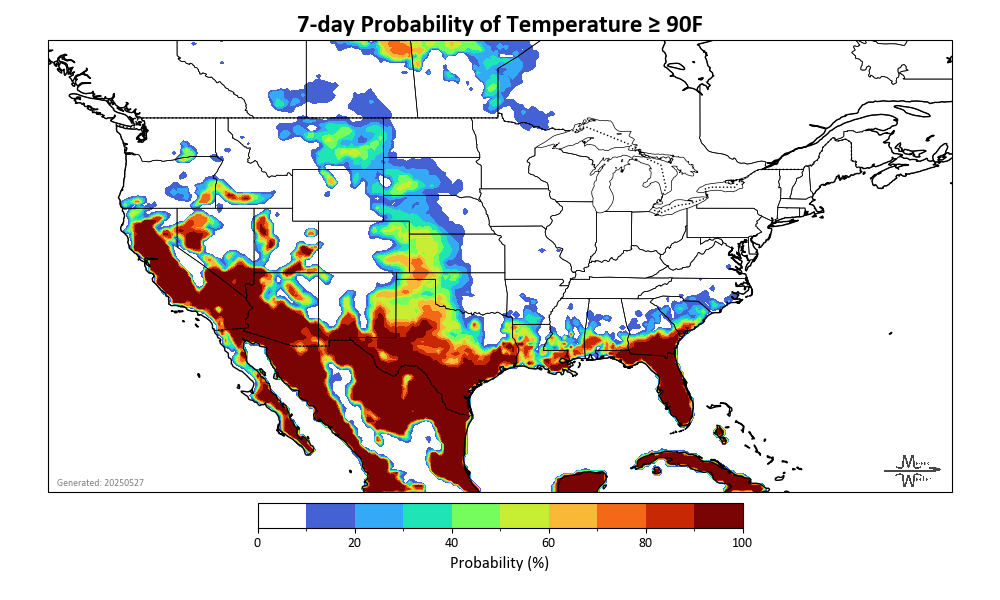 7-day Probability of Temperature ≥ 90F
Generated: 20250527
0 20 40 60 80 100
Probability (%)